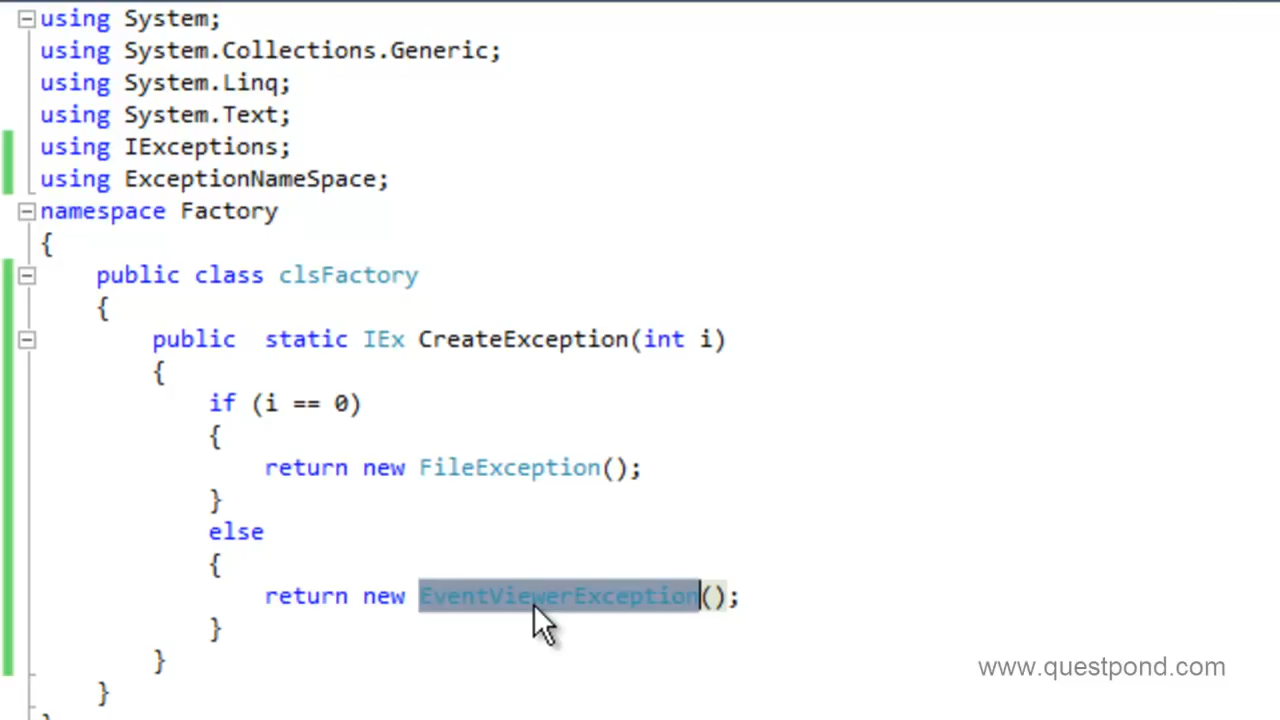 using System;
using System.Collections.Generic;
using System.Linq;
using System.Text;
using IExceptions;
using ExceptionNameSpace;
namespace Factory
{
public class clsFactory
{
public  static IEx CreateException(int i)
{
if (i == 0)
{
return new FileException();
}
else
{
return new EventViewerException();
}
}
}
www.questpond.com